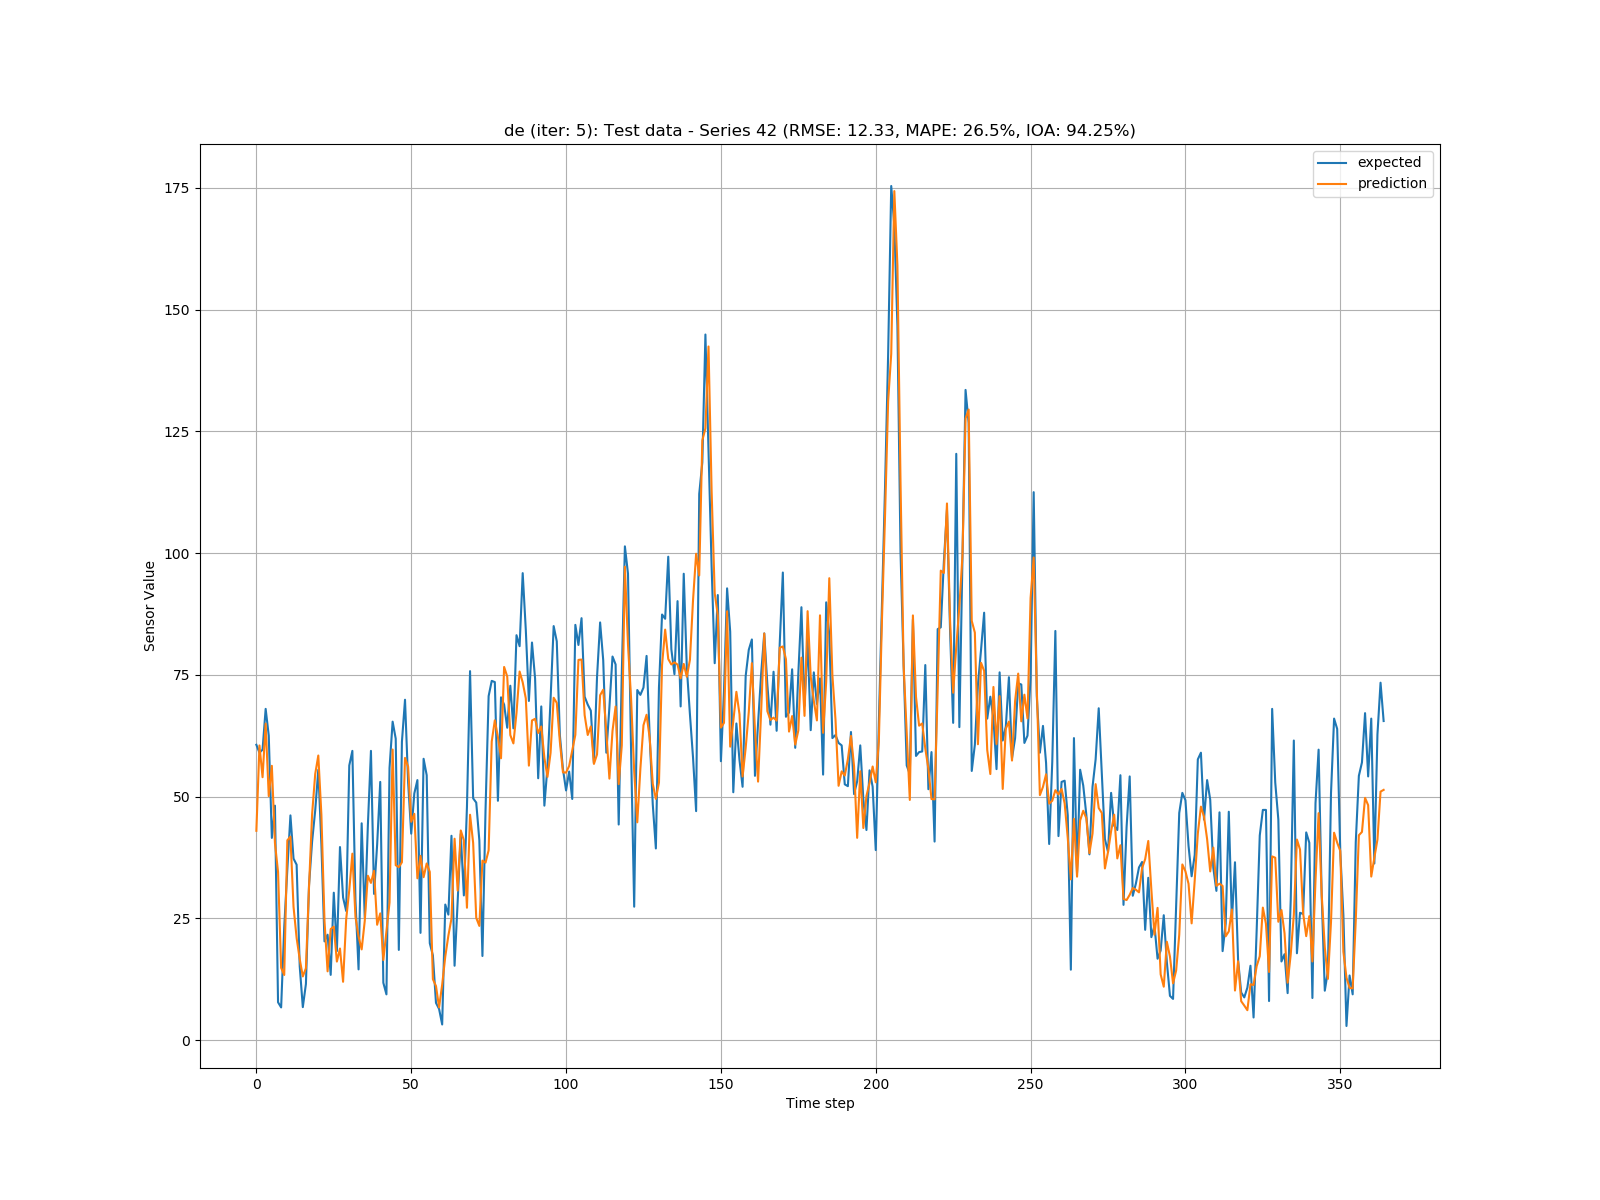 de (iter: 5): Test data - Series 42 (RMSE: 12.33, MAPE: 26.5%, IOA: 94.25%)
expected
prediction
175
150
125
100
75
50
25
0
Sensor Value
0 50 100 150 200 250 300 350
Time step